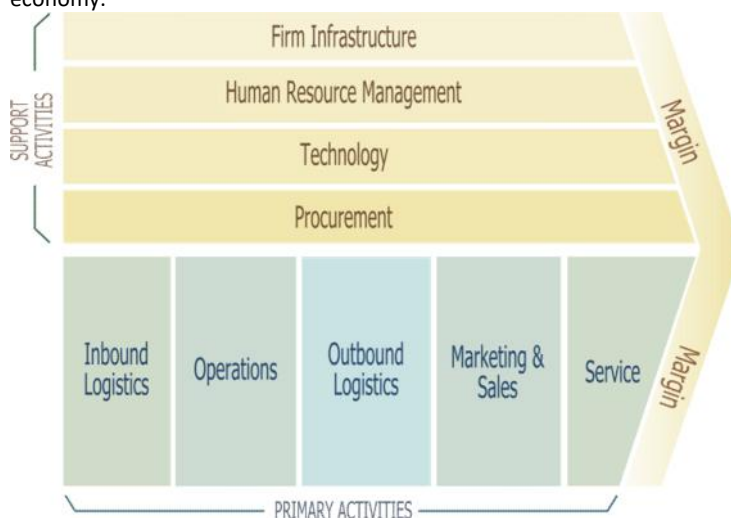 economy.
Firm Infrastructure
Human Resource Management
Technology
Procurement
SUPPORT
ACTIVITIES
Margin
Inbound
Logistics
Operations
Outbound
Logistics
Marketing &
Sales
Service
Margin
PRIMARY ACTIVITIES